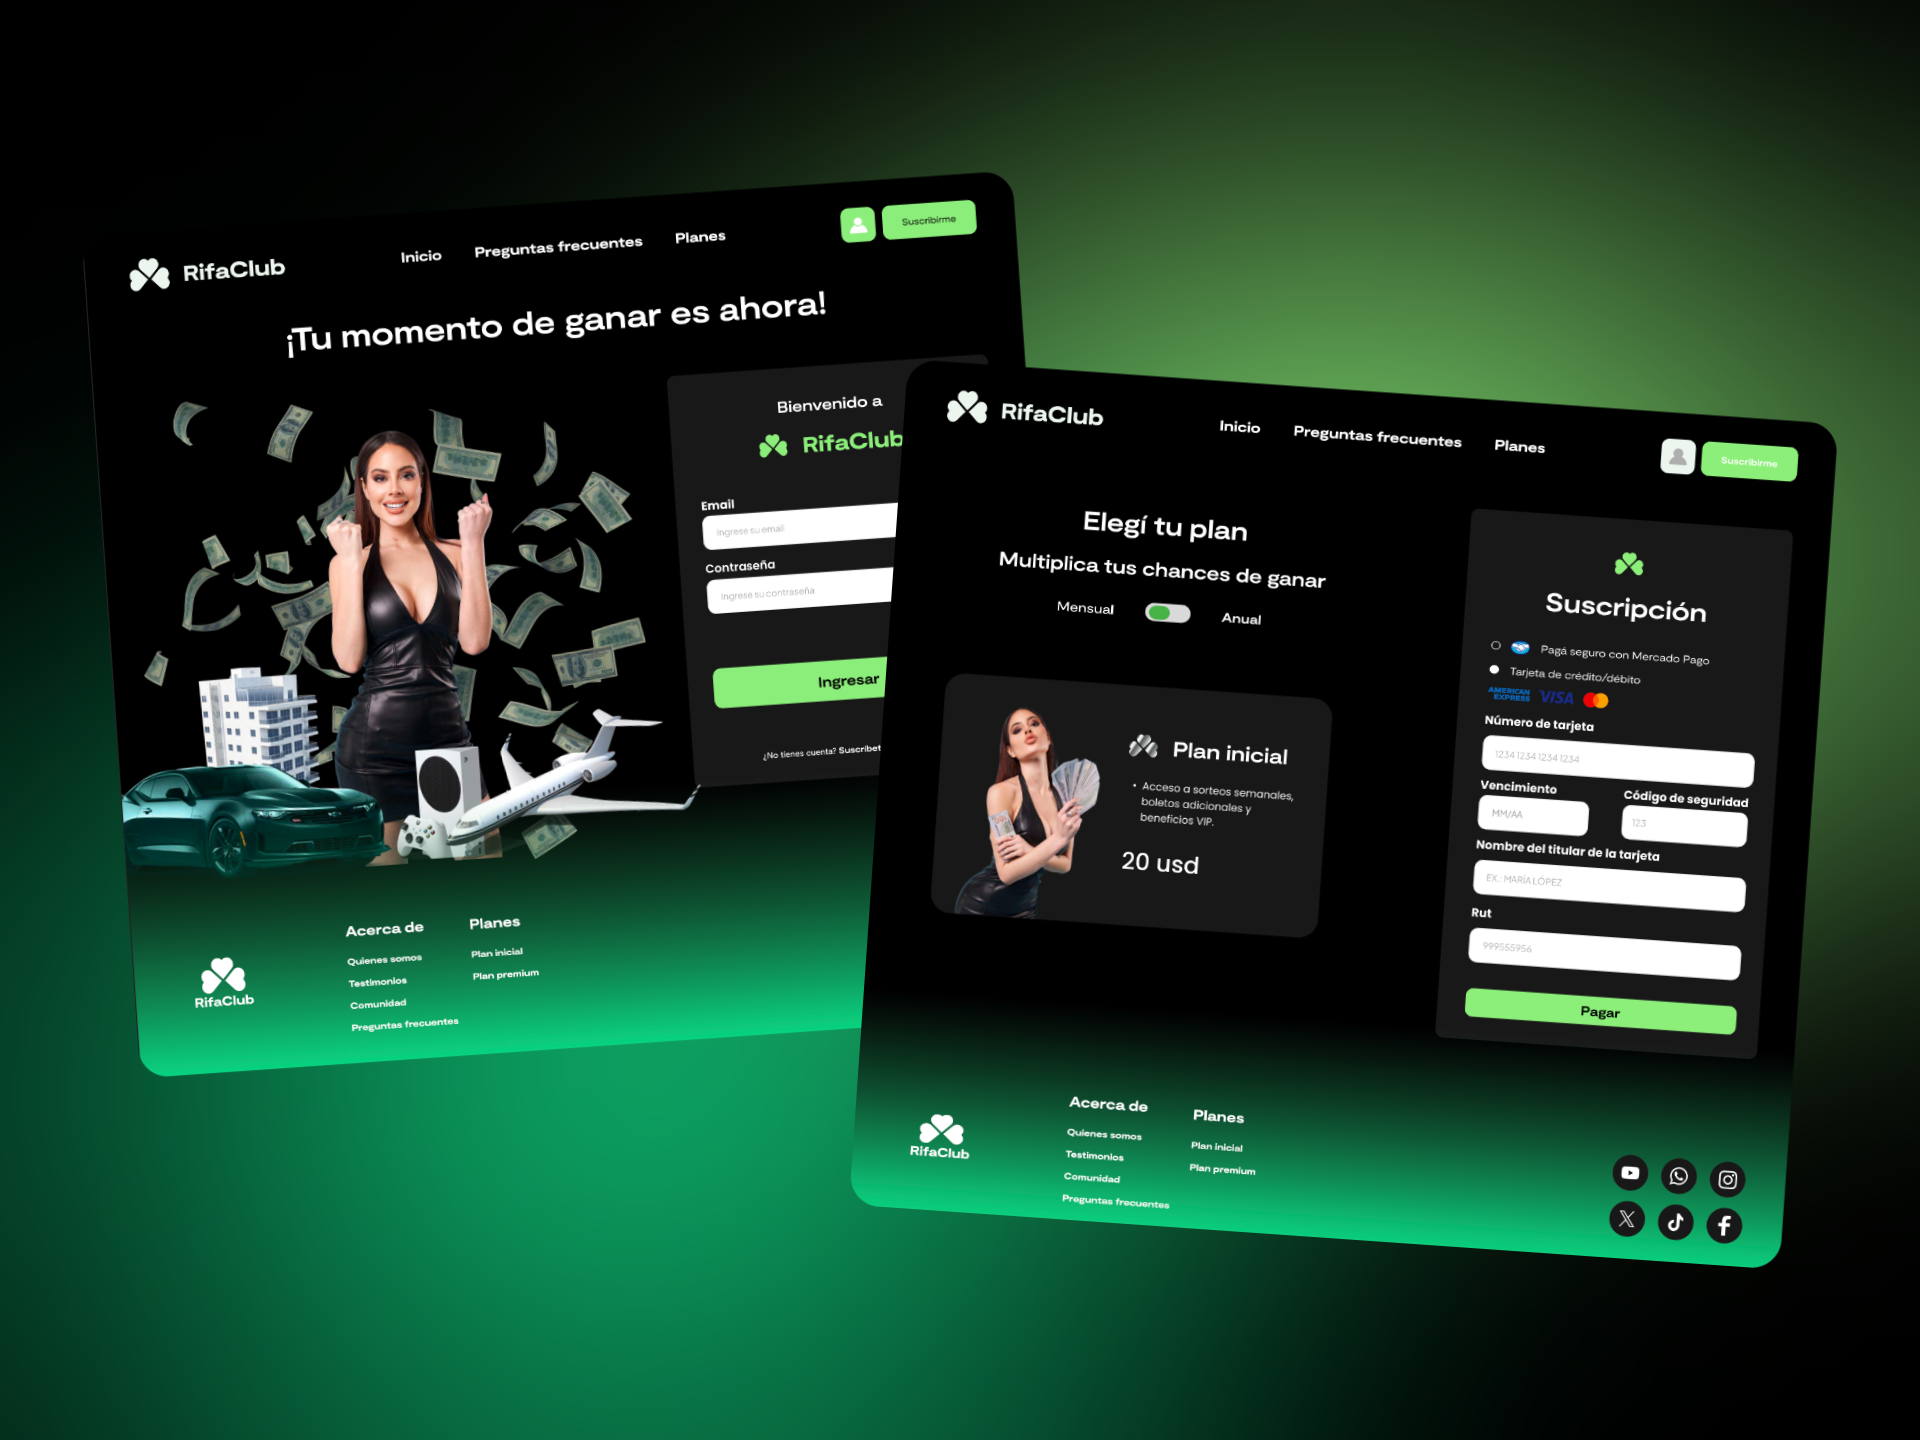 RifaClub
Inicio
Preguntas frecuentes
Planes
Suscribirme
¡Tu momento de ganar es ahora!
Bienvenido a
RifaClub
Email
Ingrese su email
Contraseña
Ingrese su contraseña
Ingresar
¿No tienes cuenta? Suscríbet
RifaClub
Acerca de
Quienes somos
Testimonios
Comunidad
Preguntas frecuentes
Planes
Plan inicial
Plan premium
RifaClub
Inicio
Preguntas frecuentes
Planes
Suscribirme
Elegí tu plan
Multiplica tus chances de ganar
Mensual
Anual
Plan inicial
• Acceso a sorteos semanales,
boletos adicionales y
beneficios VIP.
20 usd
Suscripción
Pagá seguro con Mercado Pago
Tarjeta de crédito/débito
AMERICAN
EXPRESS
VISA
Número de tarjeta
1234 1234 1234 1234
Vencimiento
MM/AA
Código de seguridad
123
Nombre del titular de la tarjeta
EX.: MARÍA LÓPEZ
Rut
999555956
Pagar
RifaClub
Acerca de
Quienes somos
Testimonios
Comunidad
Preguntas frecuentes
Planes
Plan inicial
Plan premium